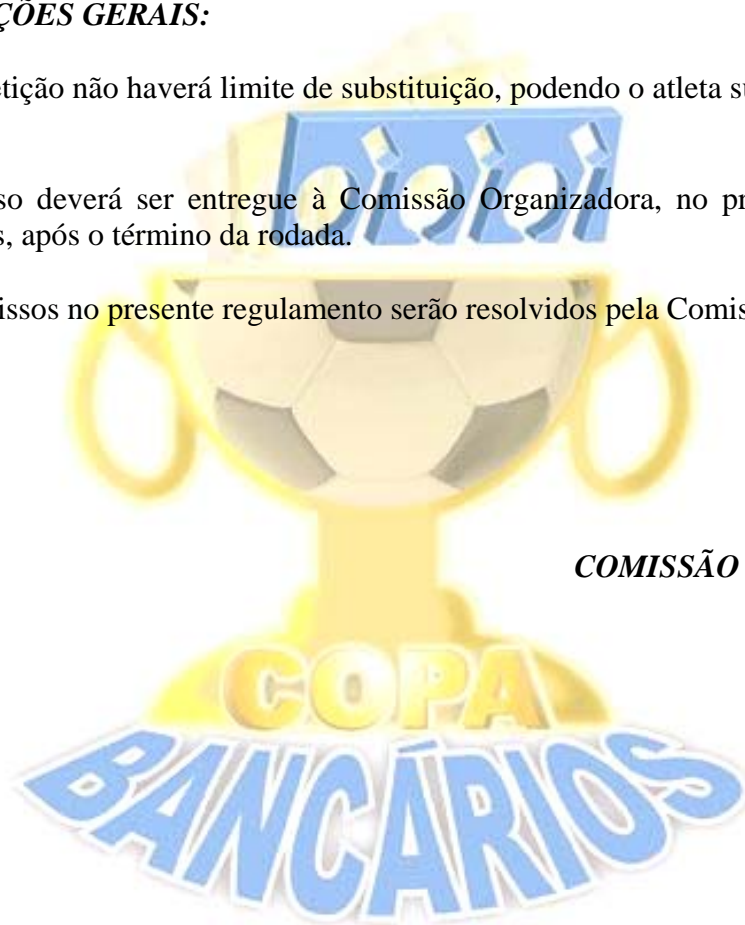 ÇÕES GERAIS:
etição não haverá limite de substituição, podendo o atleta su
so deverá ser entregue à Comissão Organizadora, no pr
s, após o término da rodada.
issos no presente regulamento serão resolvidos pela Comis
COMISSÃO
COPA
BANCÁRIOS